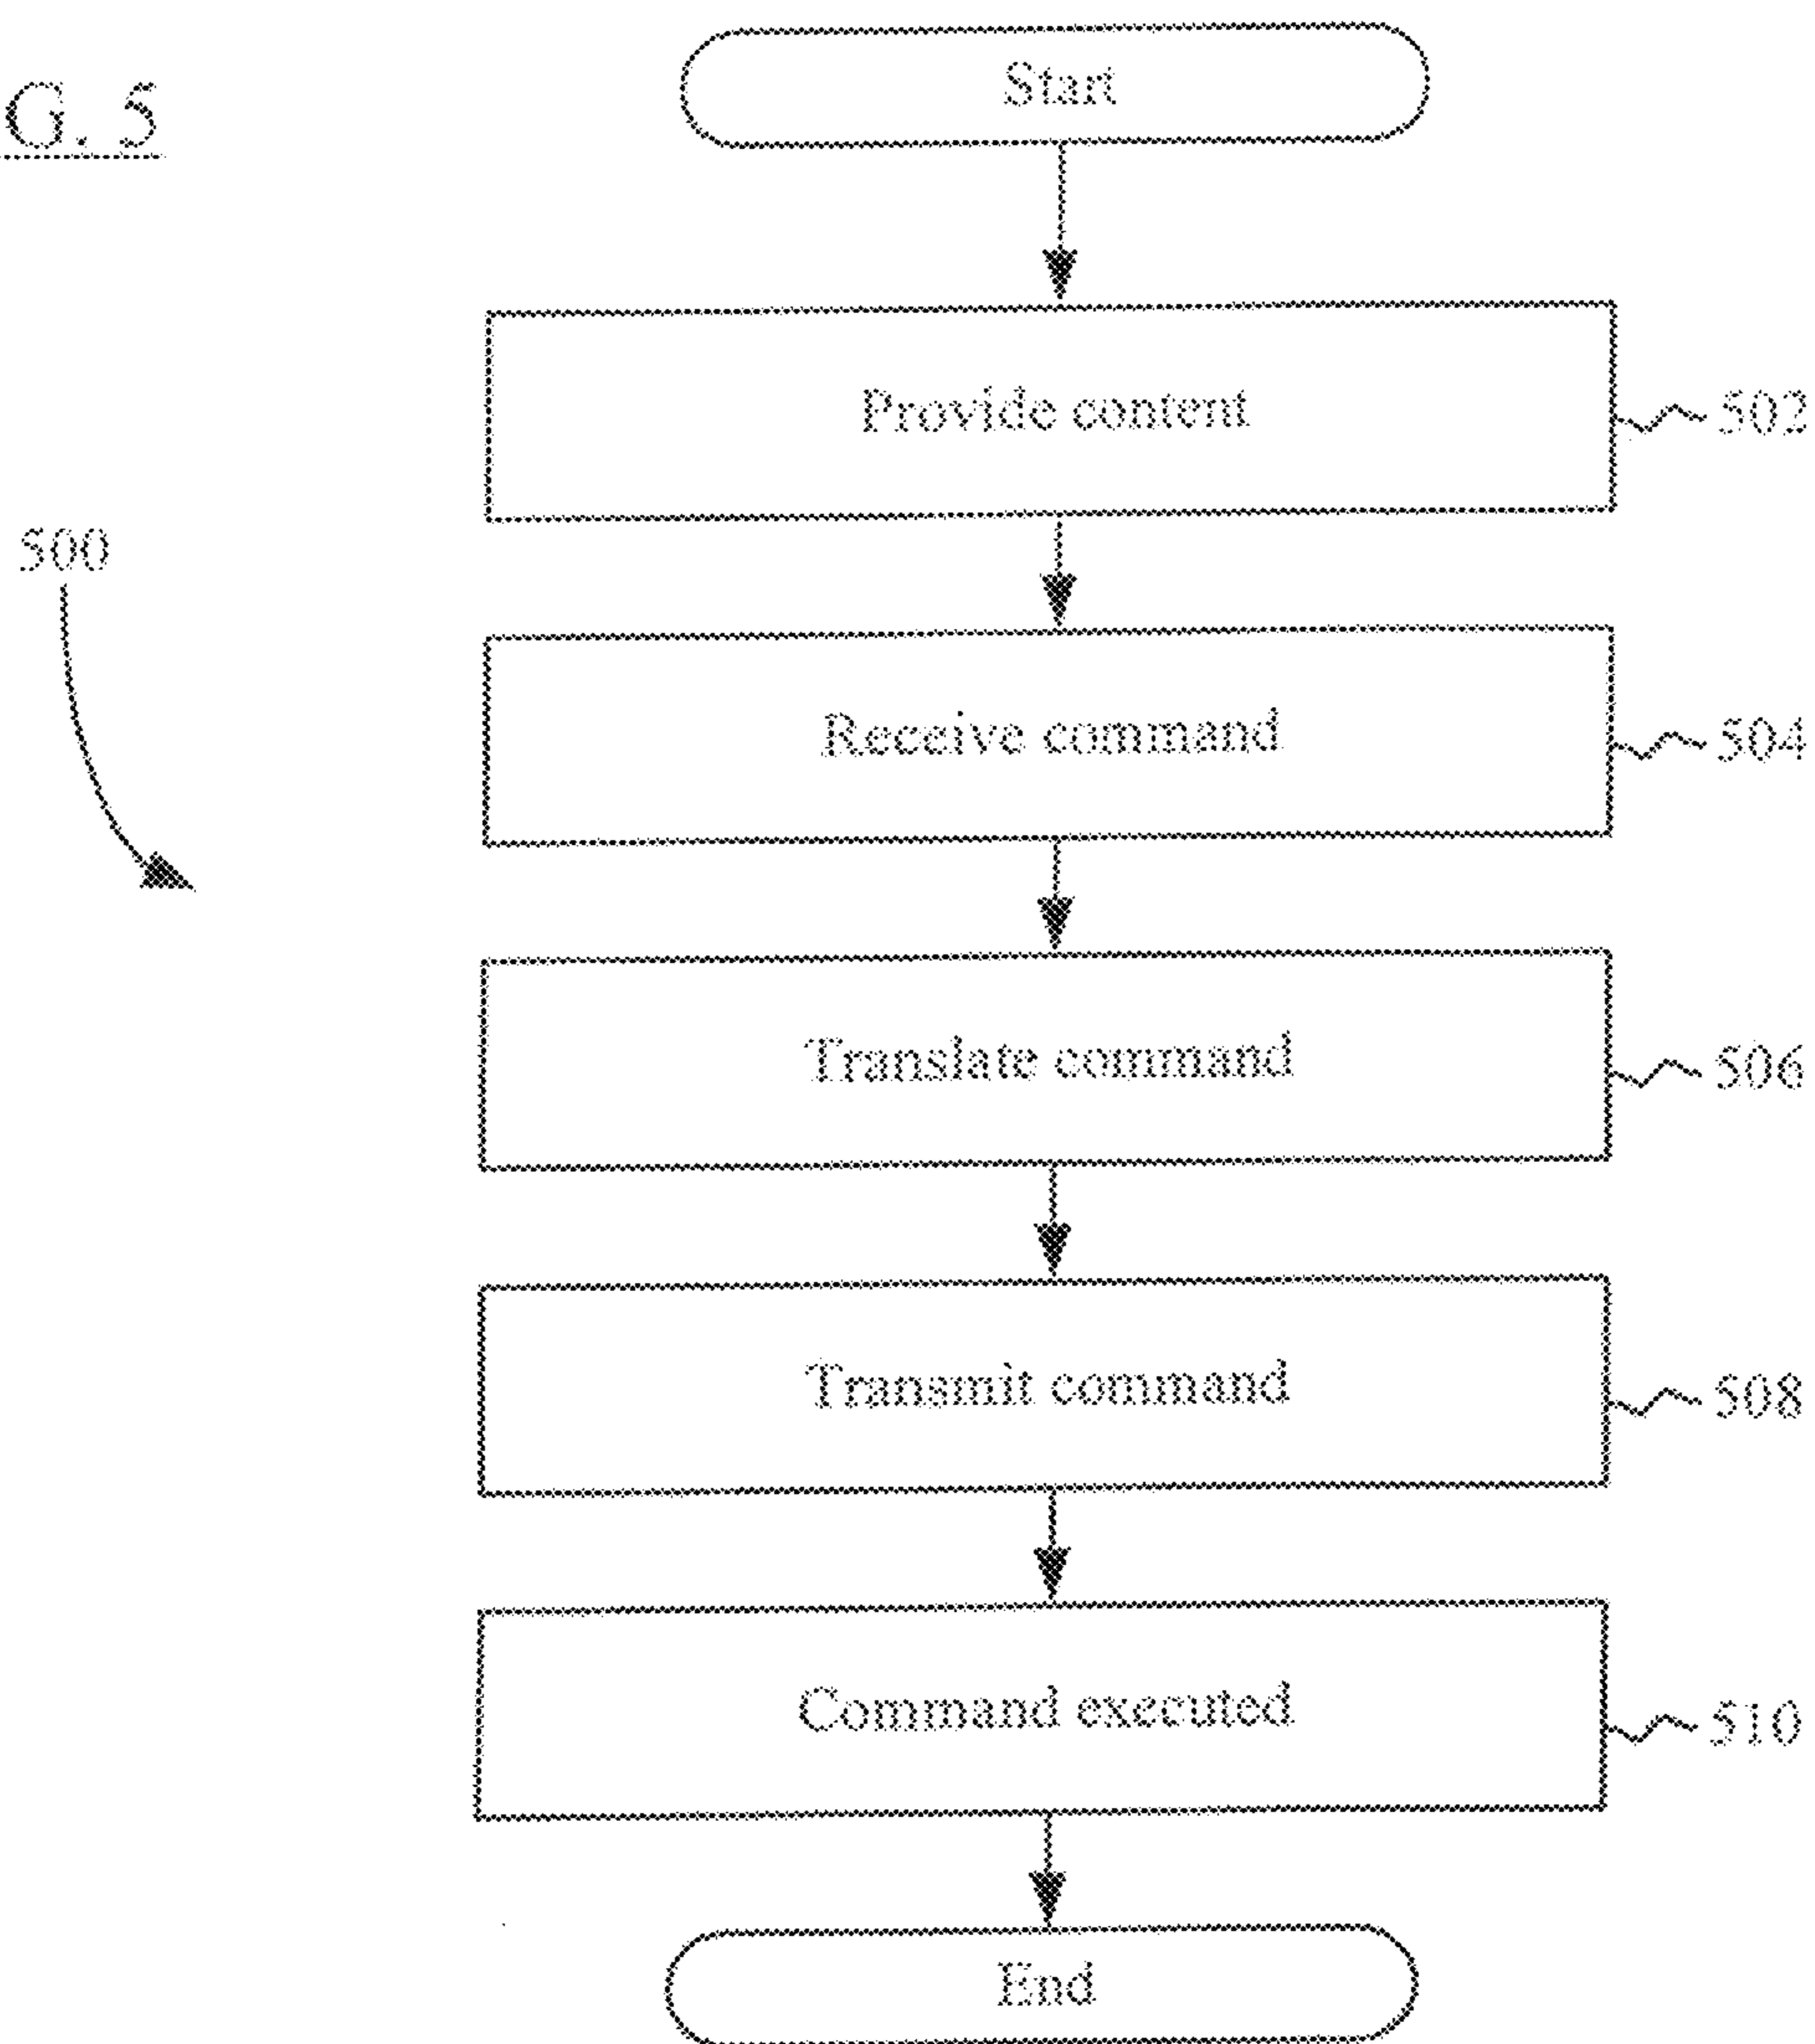 G. 5
Start
Provide content
502
500
Receive command
504
Translate command
506
Transmit command
508
Command executed
510
End